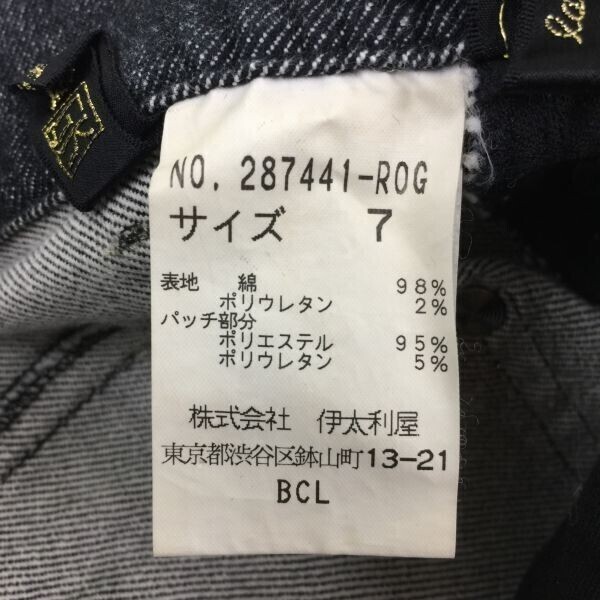 NO. 287441-ROG
サイズ 7
表地 綿 98%
ポリウレタン 2%
パッチ部分
ポリエステル 95%
ポリウレタン 5%
株式会社 伊太利屋
東京都渋谷区鉢山町13-21
BCL